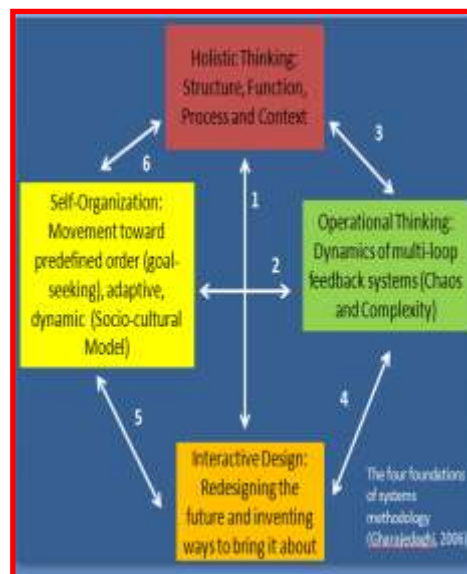 Holistic Thinking:
Structure, Function,
Process and Context
3
6
1
Self-Organization:
Movement toward
predefined order (goal-
seeking), adaptive,
dynamic (Socio-cultural
Model)
2
Operational Thinking:
Dynamics of multi-loop
feedback systems (Chaos
and Complexity)
5
4
Interactive Design:
Redesigning the
future and inventing
ways to bring it about
The four foundations
of systems
methodology
(Gharajedaghi, 2006)